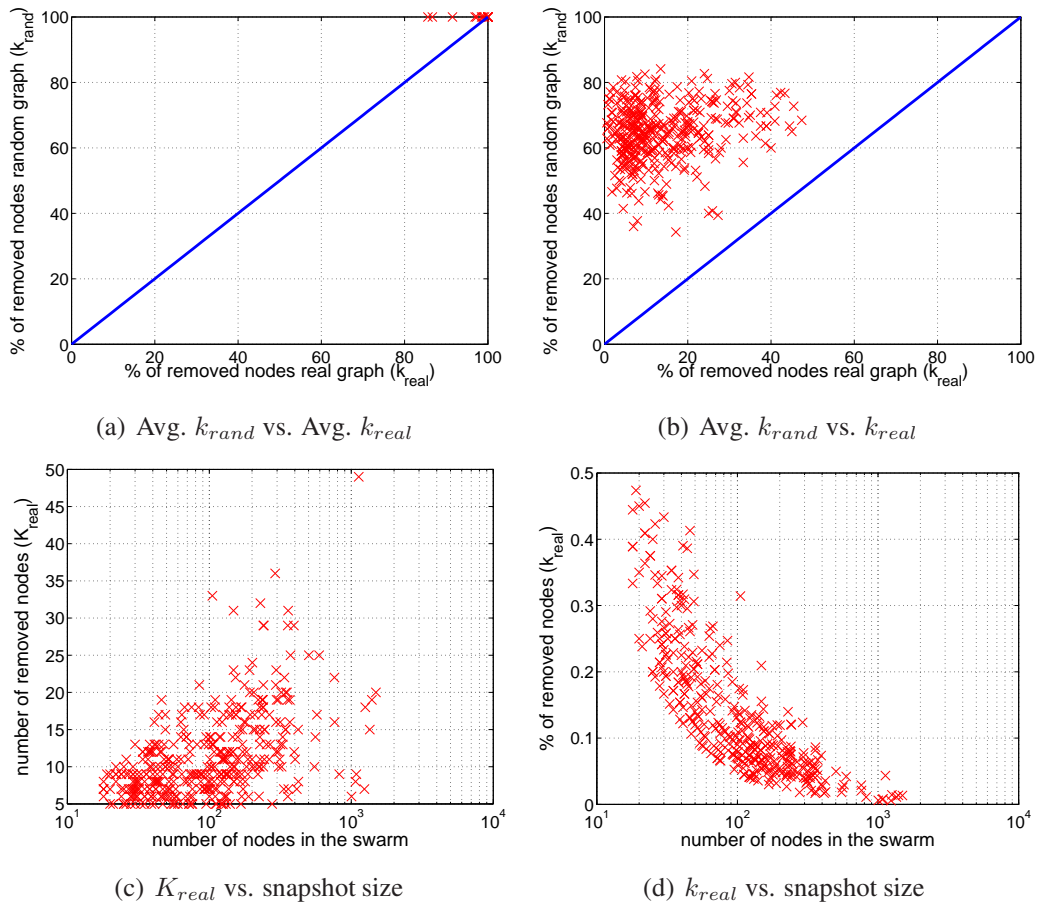 % of removed nodes random graph (k_rand)
100
80
60
40
20
0
0 20 40 60 80 100
% of removed nodes real graph (k_real)
(a) Avg. k_rand vs. Avg. k_real
% of removed nodes random graph (k_rand)
100
80
60
40
20
0
0 20 40 60 80 100
% of removed nodes real graph (k_real)
(b) Avg. k_rand vs. k_real
number of removed nodes (K_real)
50
45
40
35
30
25
20
15
10
5
10^1 10^2 10^3 10^4
number of nodes in the swarm
(c) K_real vs. snapshot size
% of removed nodes (k_real)
0.5
0.4
0.3
0.2
0.1
0
10^1 10^2 10^3 10^4
number of nodes in the swarm
(d) k_real vs. snapshot size